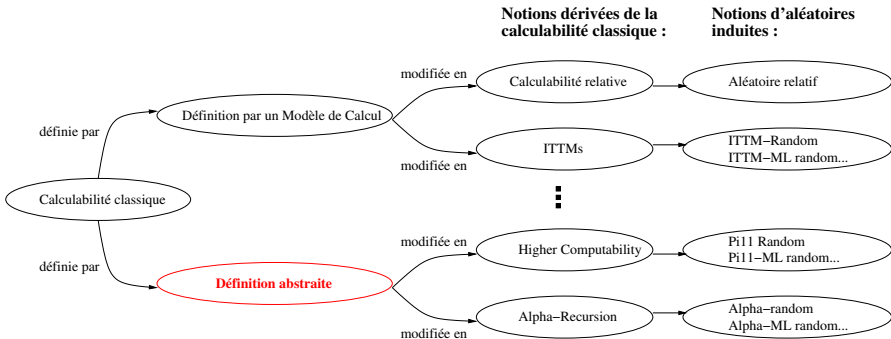 Notions dérivées de la
calculabilité classique :
Notions d'aléatoires
induites :
modifiée en
Calculabilité relative
Aléatoire relatif
définie par
Définition par un Modèle de Calcul
modifiée en
ITTMs
ITTM−Random
ITTM−ML random...
Calculabilité classique
définie par
Définition abstraite
modifiée en
Higher Computability
Pi11 Random
Pi11−ML random...
modifiée en
Alpha−Recursion
Alpha−random
Alpha−ML random...